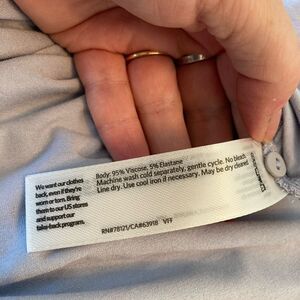 We want our clothes
back, even if they're
worn or torn. Bring
them to our US stores
and support our
take-back program.
Body: 95% Viscose. 5% Elastane
Machine wash cold separately, gentle cycle. No bleach
Line dry. Use cool iron if necessary. May be dry cleaned
RN#78121/CA#63918 VFF